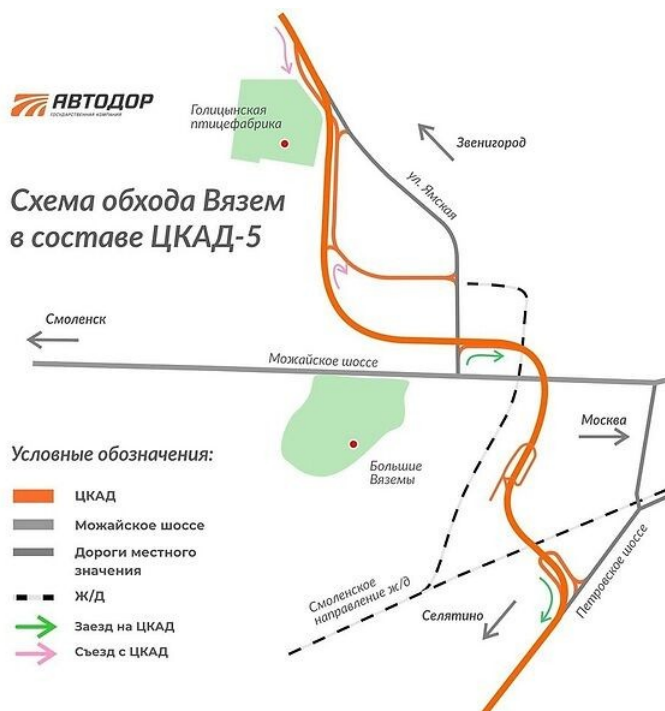 АВТОДОР
ГОСУДАРСТВЕННАЯ КОМПАНИЯ
Голицынская
птицефабрика
Звенигород
ул. Ямская
Схема обхода Вязем
в составе ЦКАД-5
Смоленск
Можайское шоссе
Москва
Большие
Вяземы
Условные обозначения:
ЦКАД
Можайское шоссе
Дороги местного
значения
Ж/Д
Заезд на ЦКАД
Съезд с ЦКАД
Смоленское
направление ж/д
Селятино
Петровское шоссе